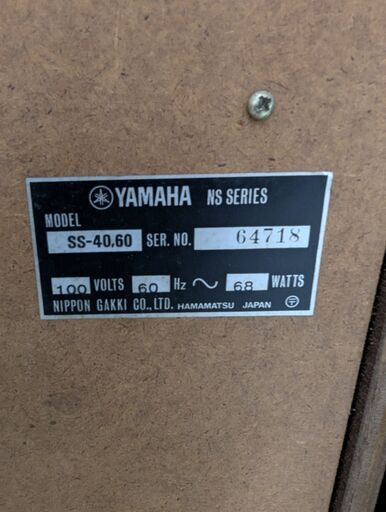 YAMAHA NS SERIES
MODEL
SS-40,60 SER. NO. 64718
100 VOLTS 60 Hz ~ 68 WATTS
NIPPON GAKKI CO., LTD. HAMAMATSU JAPAN 〒